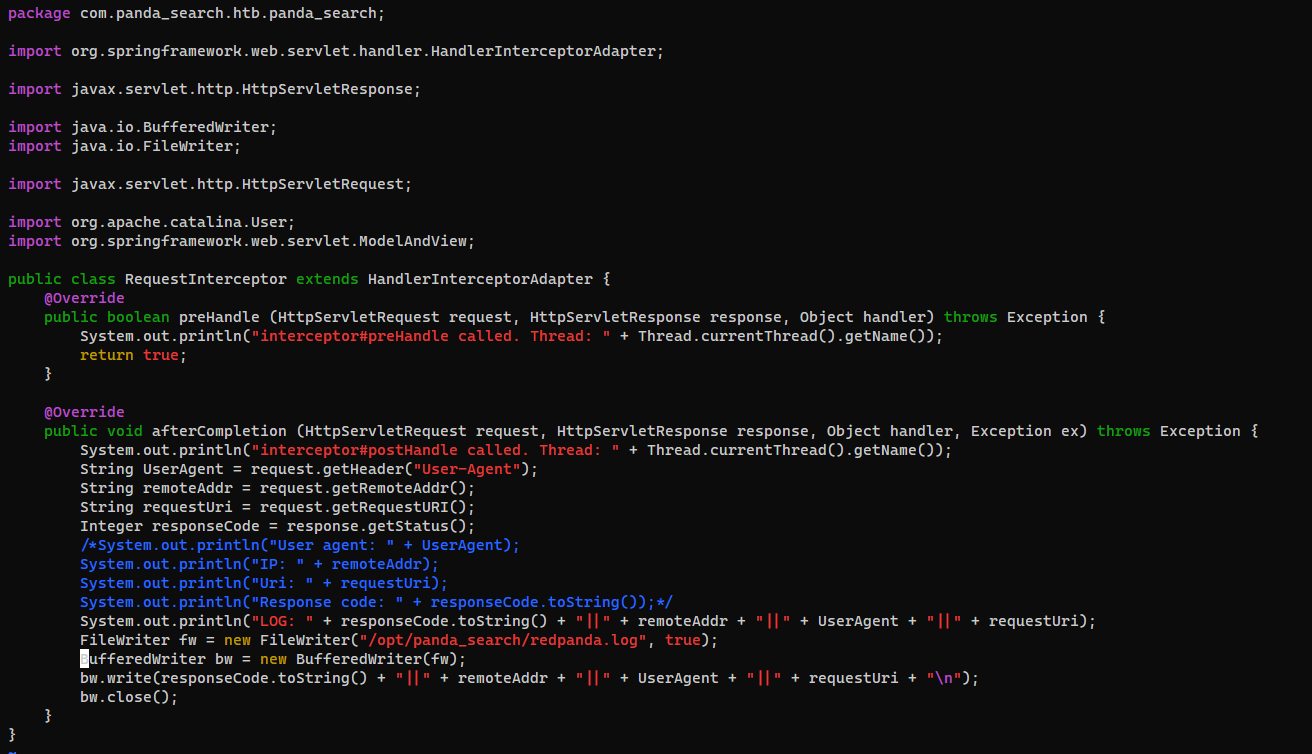 package com.panda_search.htb.panda_search;
import org.springframework.web.servlet.handler.HandlerInterceptorAdapter;
import javax.servlet.http.HttpServletResponse;
import java.io.BufferedWriter;
import java.io.FileWriter;
import javax.servlet.http.HttpServletRequest;
import org.apache.catalina.User;
import org.springframework.web.servlet.ModelAndView;
public class RequestInterceptor extends HandlerInterceptorAdapter {
    @Override
    public boolean preHandle (HttpServletRequest request, HttpServletResponse response, Object handler) throws Exception {
        System.out.println("interceptor#preHandle called. Thread: " + Thread.currentThread().getName());
        return true;
    }
    @Override
    public void afterCompletion (HttpServletRequest request, HttpServletResponse response, Object handler, Exception ex) throws Exception {
        System.out.println("interceptor#postHandle called. Thread: " + Thread.currentThread().getName());
        String UserAgent = request.getHeader("User-Agent");
        String remoteAddr = request.getRemoteAddr();
        String requestUri = request.getRequestURI();
        Integer responseCode = response.getStatus();
        /*System.out.println("User agent: " + UserAgent);
        System.out.println("IP: " + remoteAddr);
        System.out.println("Uri: " + requestUri);
        System.out.println("Response code: " + responseCode.toString());*/
        System.out.println("LOG: " + responseCode.toString() + "||" + remoteAddr + "||" + UserAgent + "||" + requestUri);
        FileWriter fw = new FileWriter("/opt/panda_search/redpanda.log", true);
        BufferedWriter bw = new BufferedWriter(fw);
        bw.write(responseCode.toString() + "||" + remoteAddr + "||" + UserAgent + "||" + requestUri + "\n");
        bw.close();
    }
}
~